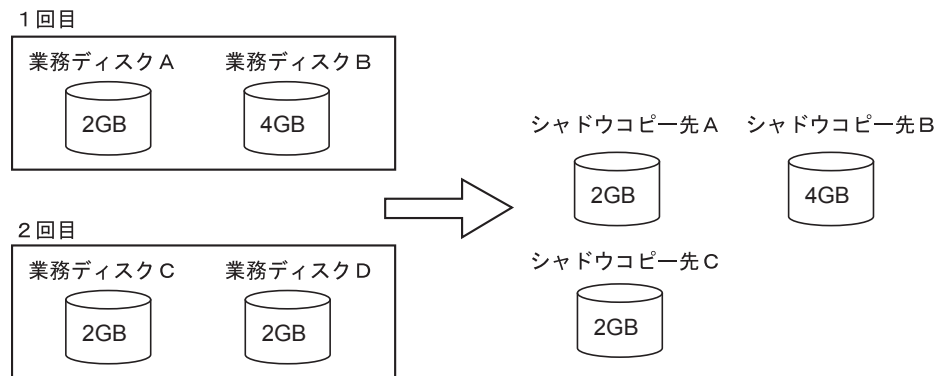 1回目
業務ディスクA 業務ディスクB
2GB 4GB
シャドウコピー先A シャドウコピー先B
2GB 4GB
2回目
業務ディスクC 業務ディスクD
2GB 2GB
シャドウコピー先C
2GB